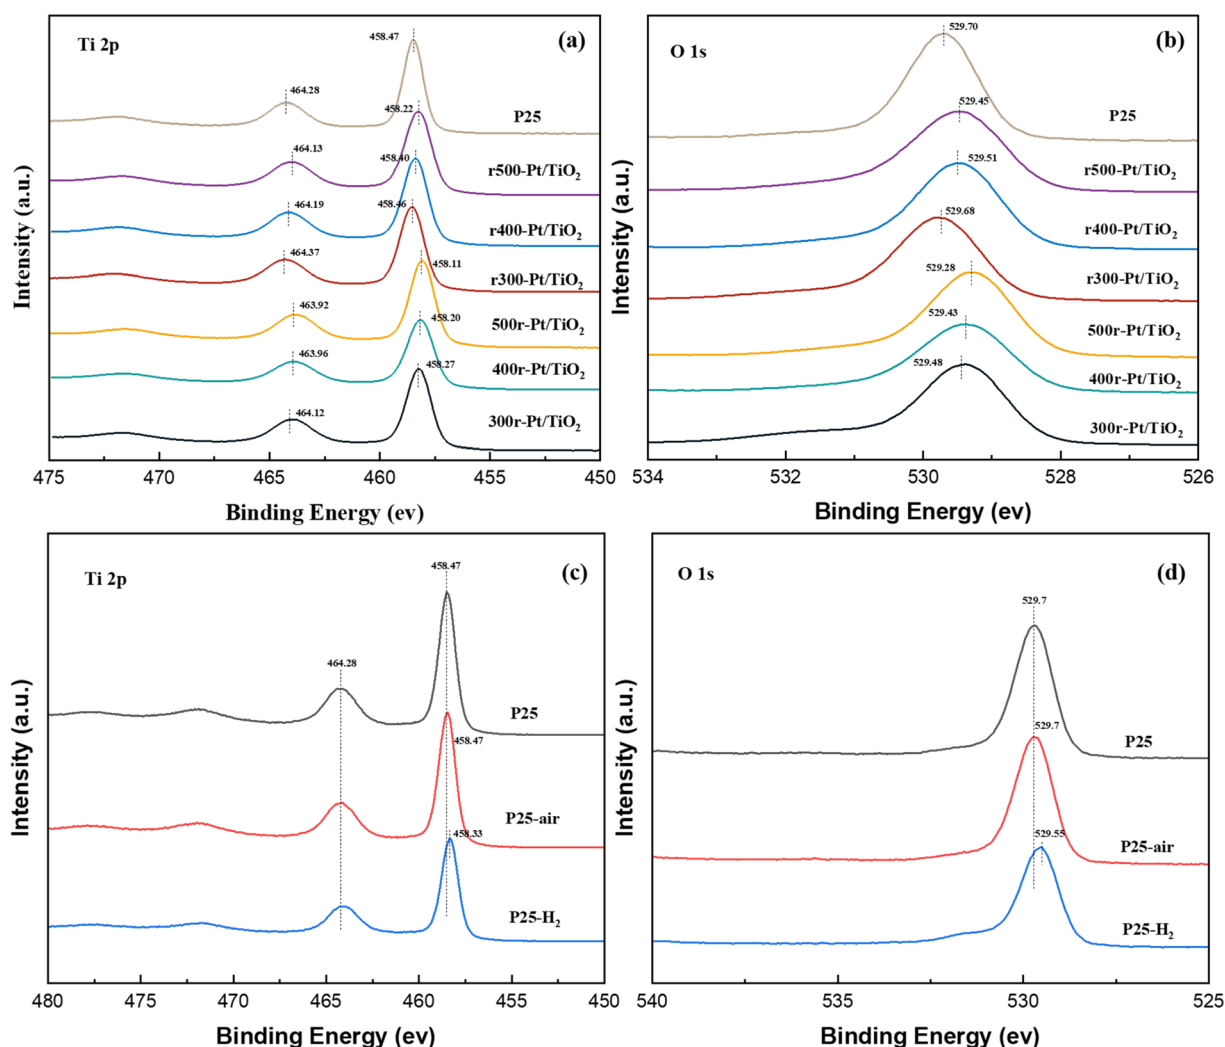 Ti 2p
(a)
458.47
464.28
P25
458.22
464.13
r500-Pt/TiO2
458.40
464.19
r400-Pt/TiO2
458.46
464.37
r300-Pt/TiO2
458.11
463.92
500r-Pt/TiO2
458.20
463.96
400r-Pt/TiO2
458.27
464.12
300r-Pt/TiO2
475 470 465 460 455 450
Binding Energy (ev)
Intensity (a.u.)
O 1s
(b)
529.70
P25
529.45
r500-Pt/TiO2
529.51
r400-Pt/TiO2
529.68
r300-Pt/TiO2
529.28
500r-Pt/TiO2
529.43
400r-Pt/TiO2
529.48
300r-Pt/TiO2
534 532 530 528 526
Binding Energy (ev)
Intensity (a.u.)
Ti 2p
(c)
458.47
464.28
P25
458.47
P25-air
458.33
P25-H2
480 475 470 465 460 455 450
Binding Energy (ev)
Intensity (a.u.)
O 1s
(d)
529.7
P25
529.7
P25-air
529.55
P25-H2
540 535 530 525
Binding Energy (ev)
Intensity (a.u.)